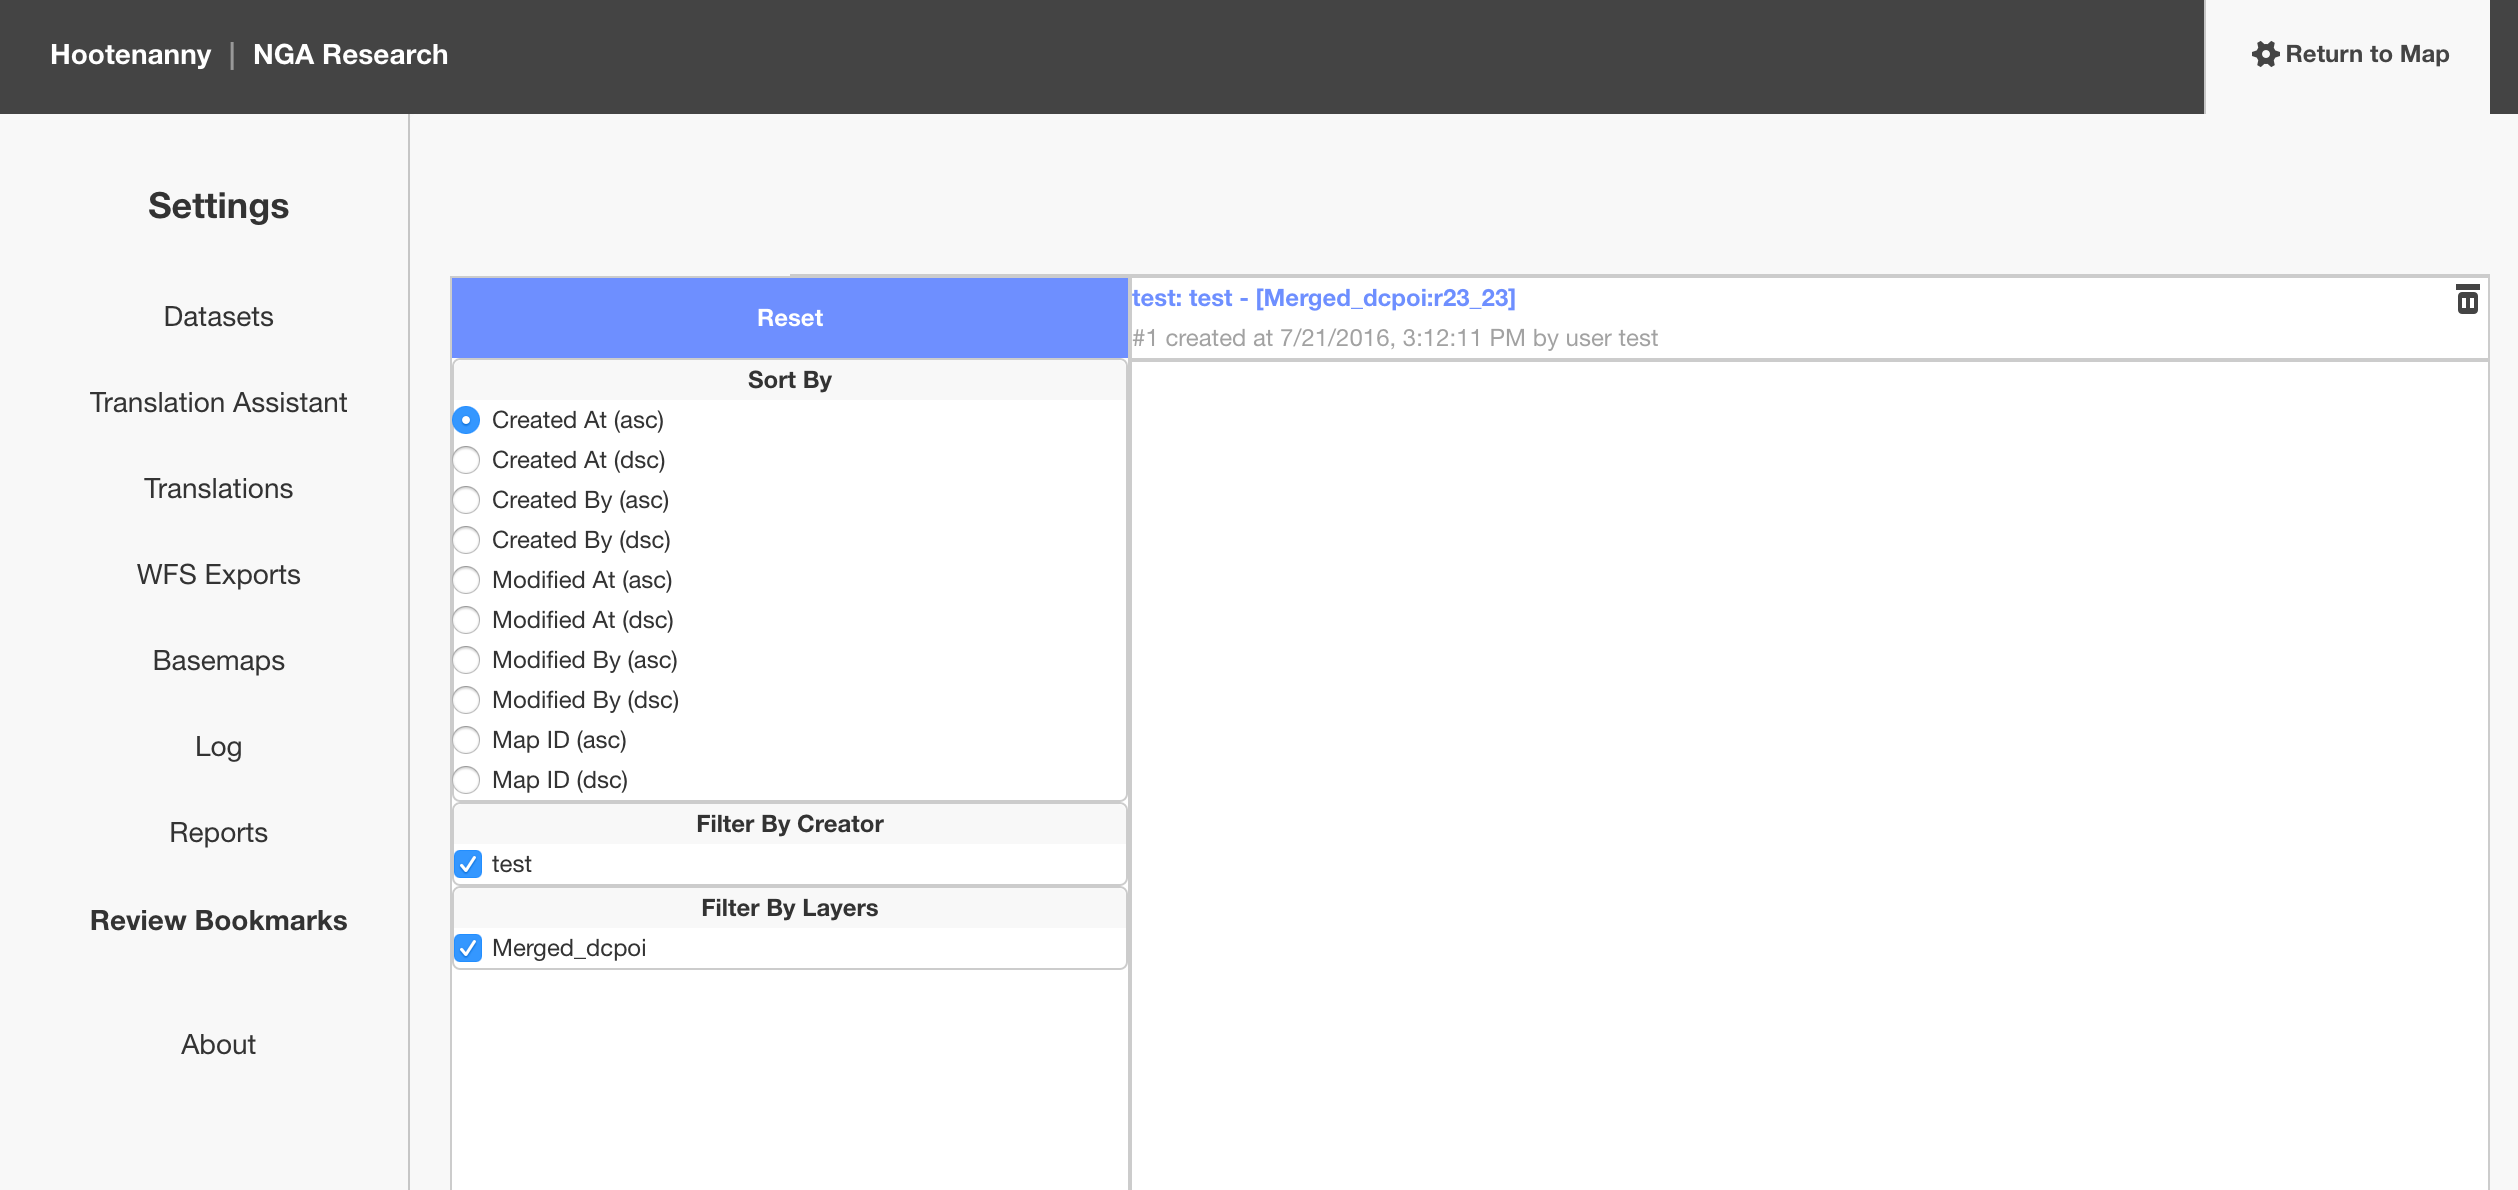 Hootenanny | NGA Research
Return to Map
Settings
Datasets
Translation Assistant
Translations
WFS Exports
Basemaps
Log
Reports
Review Bookmarks
About
Reset
Sort By
Created At (asc)
Created At (dsc)
Created By (asc)
Created By (dsc)
Modified At (asc)
Modified At (dsc)
Modified By (asc)
Modified By (dsc)
Map ID (asc)
Map ID (dsc)
Filter By Creator
test
Filter By Layers
Merged_dcpoi
test: test - [Merged_dcpoi:r23_23]
#1 created at 7/21/2016, 3:12:11 PM by user test